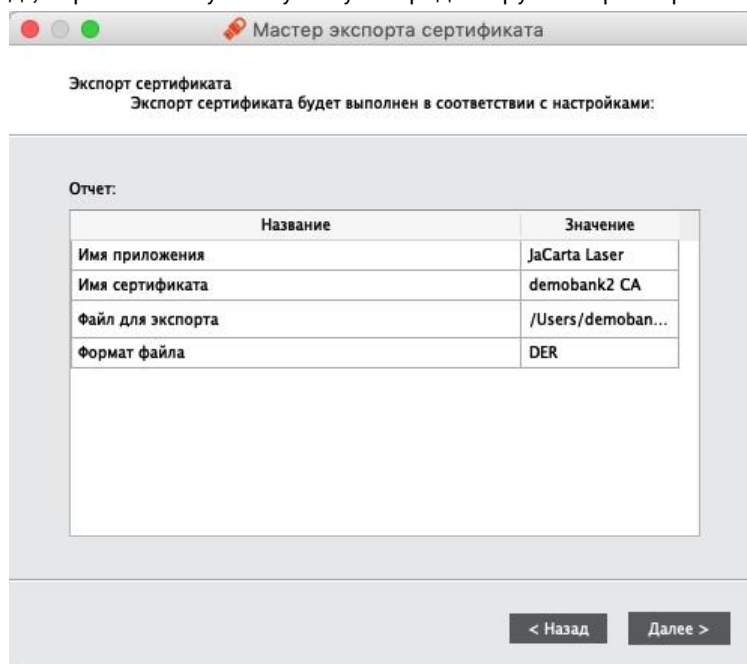 Мастер экспорта сертификата
Экспорт сертификата
Экспорт сертификата будет выполнен в соответствии с настройками:
Отчет:
Название Значение
Имя приложения JaCarta Laser
Имя сертификата demobank2 CA
Файл для экспорта /Users/demoban...
Формат файла DER
< Назад Далее >